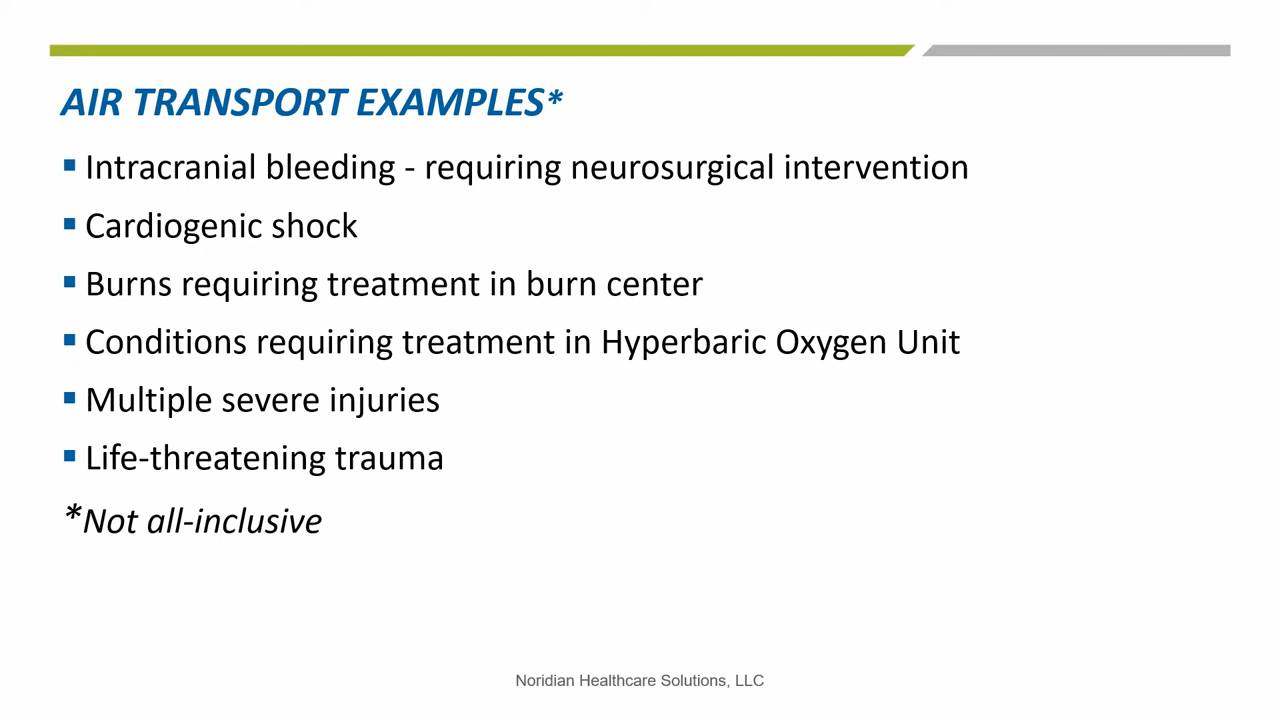 AIR TRANSPORT EXAMPLES*
▪ Intracranial bleeding - requiring neurosurgical intervention
▪ Cardiogenic shock
▪ Burns requiring treatment in burn center
▪ Conditions requiring treatment in Hyperbaric Oxygen Unit
▪ Multiple severe injuries
▪ Life-threatening trauma
*Not all-inclusive
Noridian Healthcare Solutions, LLC